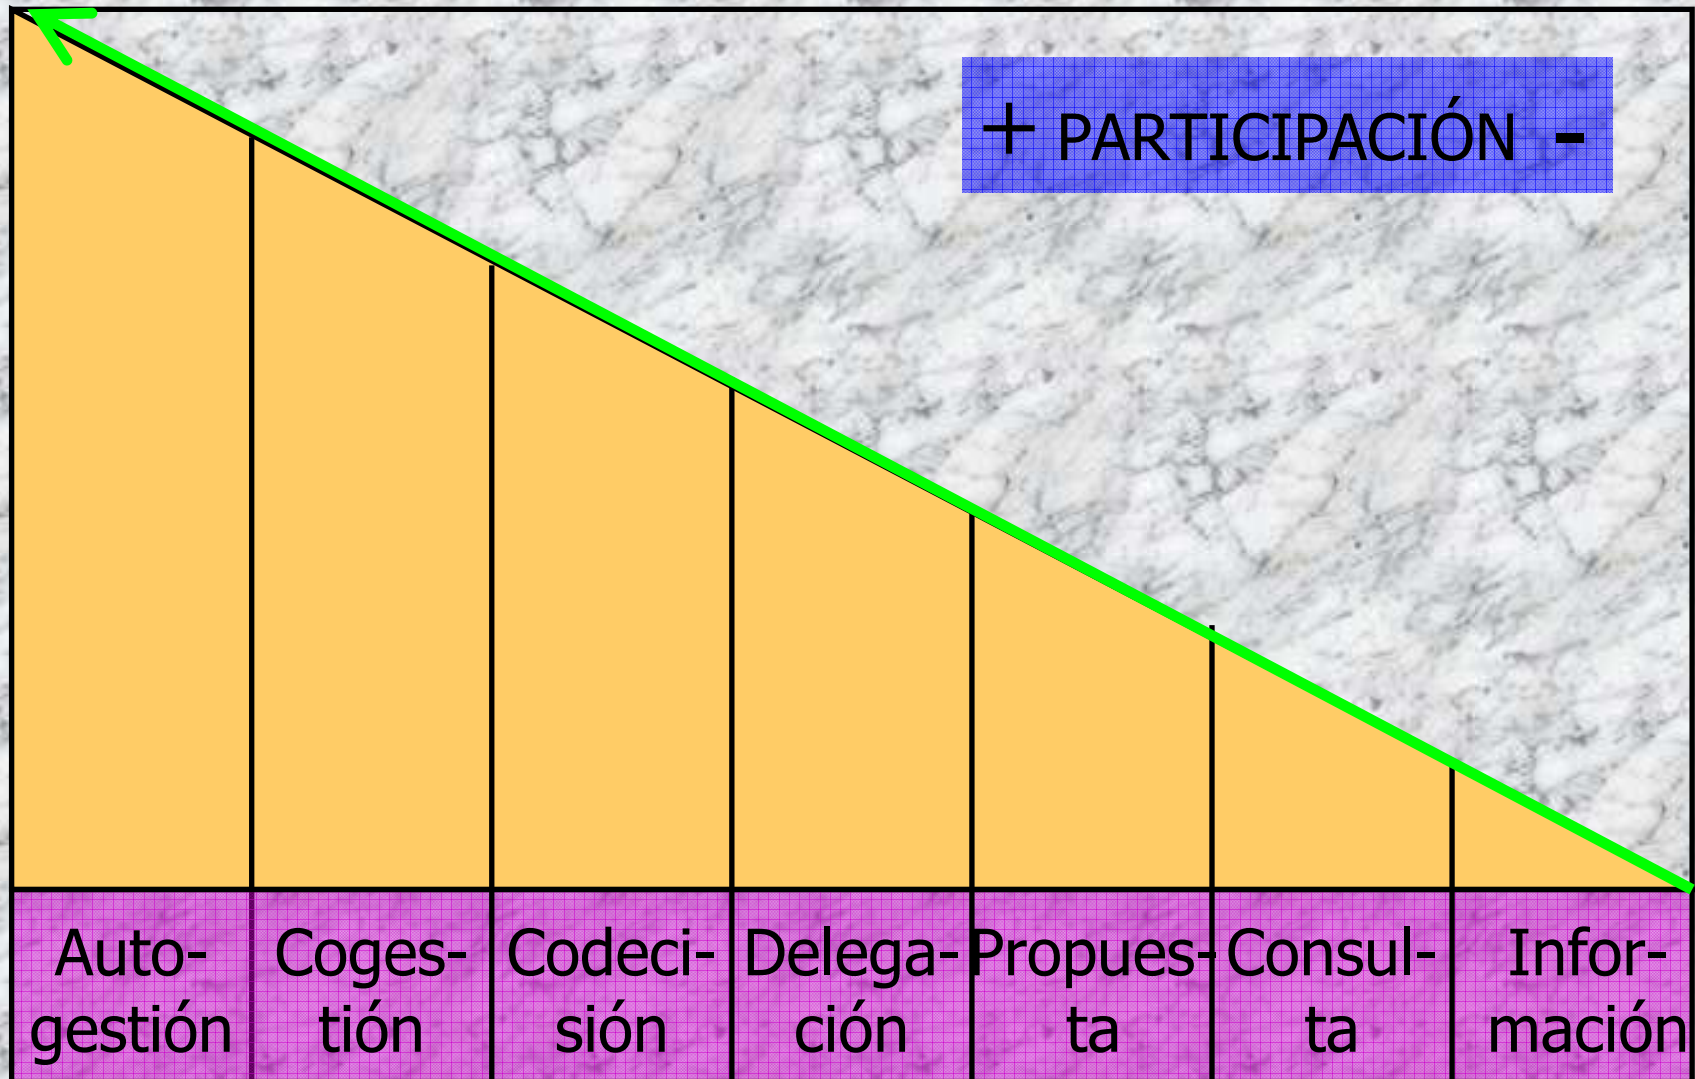 + PARTICIPACIÓN -
Auto-
gestión
Coges-
tión
Codeci-
sión
Delega-
ción
Propues-
ta
Consul-
ta
Infor-
mación